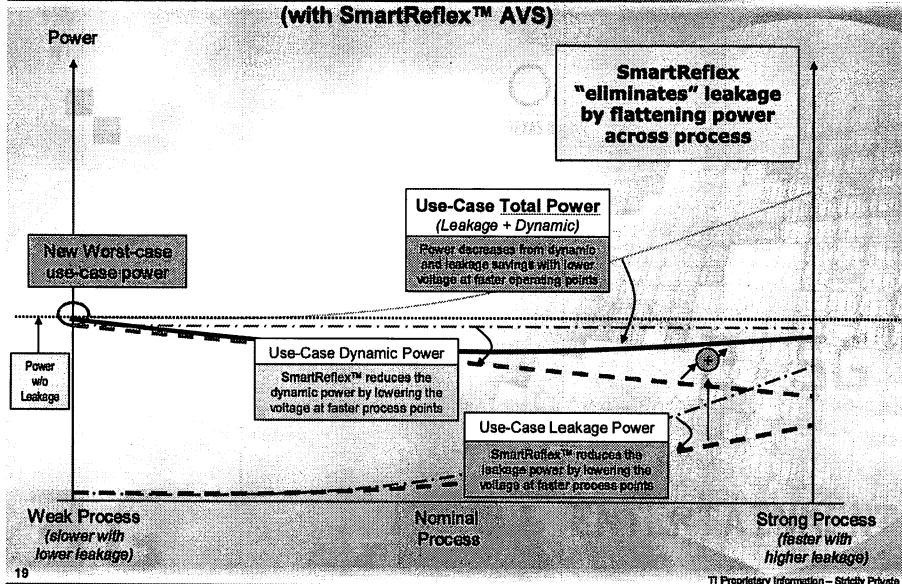 (with SmartReflex™ AVS)
Power
SmartReflex
"eliminates" leakage
by flattening power
across process
Use-Case Total Power
(Leakage + Dynamic)
Power decreases from dynamic
and leakage savings with lower
voltage at faster operating points
New Worst-case
use-case power
Power
w/o
Leakage
Use-Case Dynamic Power
SmartReflex™ reduces the
dynamic power by lowering the
voltage at faster process points
+
Use-Case Leakage Power
SmartReflex™ reduces the
leakage power by lowering the
voltage at faster process points
Weak Process
(slower with
lower leakage)
Nominal
Process
Strong Process
(faster with
higher leakage)
19
TI Proprietary Information – Strictly Private